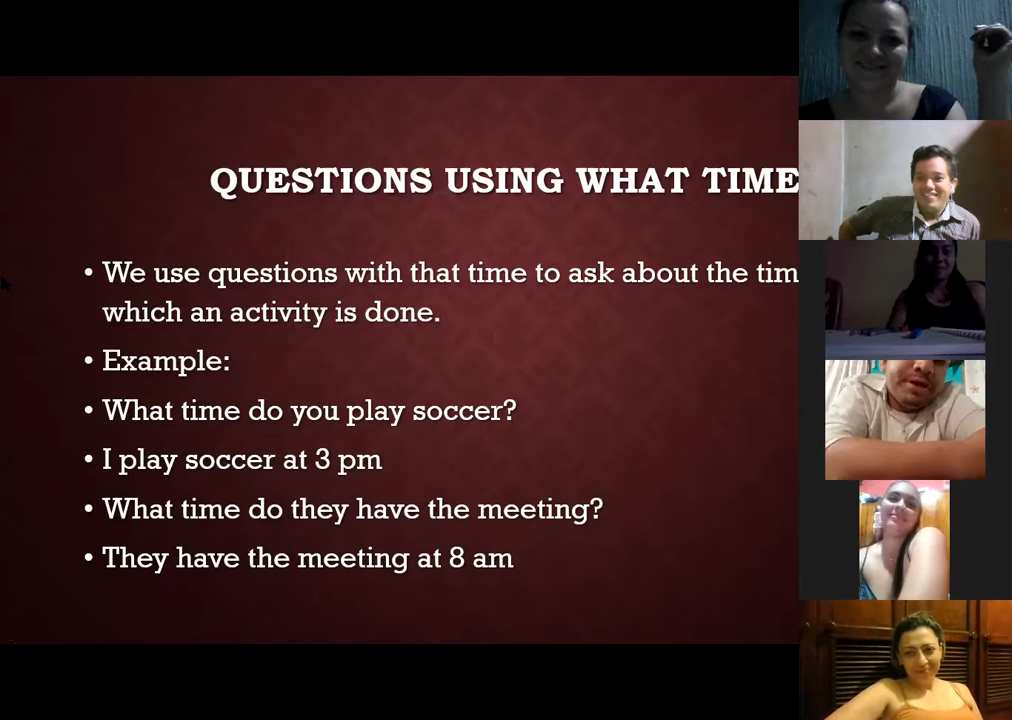 QUESTIONS USING WHAT TIME
• We use questions with that time to ask about the tim
which an activity is done.
• Example:
• What time do you play soccer?
• I play soccer at 3 pm
• What time do they have the meeting?
• They have the meeting at 8 am